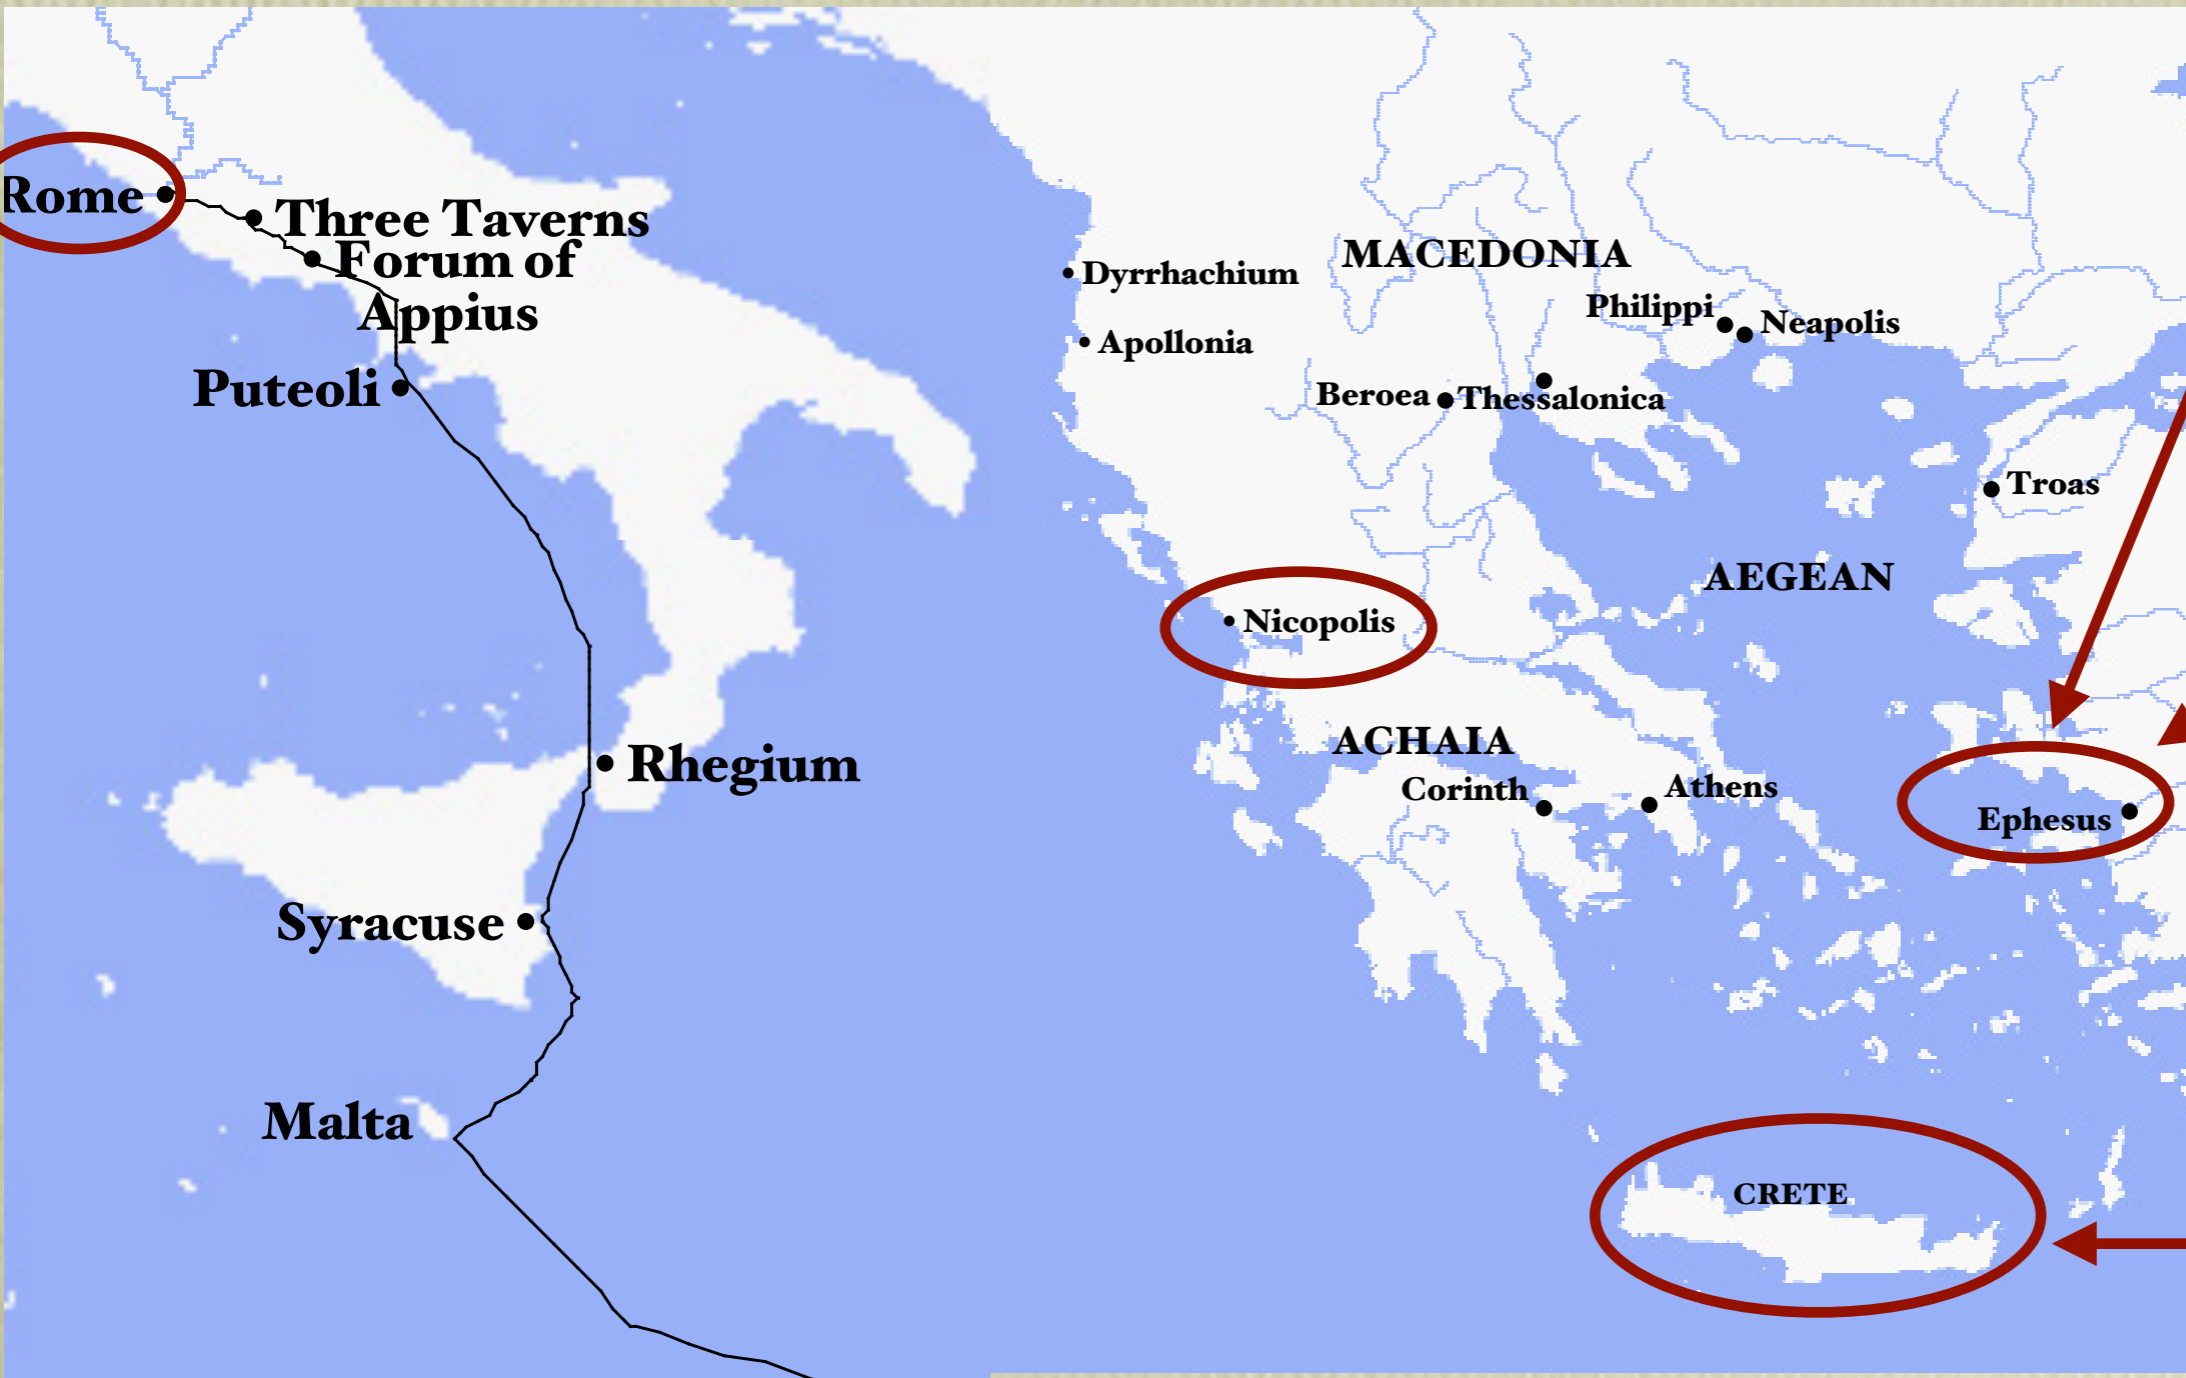 Rome
Three Taverns
Forum of
Appius
Puteoli
Rhegium
Syracuse
Malta
MACEDONIA
Dyrrhachium
Philippi
Neapolis
Apollonia
Beroea
Thessalonica
Troas
AEGEAN
Nicopolis
ACHAIA
Corinth
Athens
Ephesus
CRETE